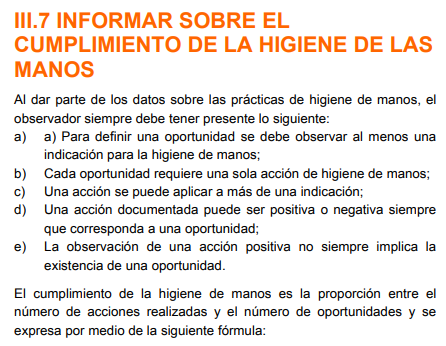 III.7 INFORMAR SOBRE EL
CUMPLIMIENTO DE LA HIGIENE DE LAS
MANOS
Al dar parte de los datos sobre las prácticas de higiene de manos, el
observador siempre debe tener presente lo siguiente:
a) a) Para definir una oportunidad se debe observar al menos una
indicación para la higiene de manos;
b) Cada oportunidad requiere una sola acción de higiene de manos;
c) Una acción se puede aplicar a más de una indicación;
d) Una acción documentada puede ser positiva o negativa siempre
que corresponda a una oportunidad;
e) La observación de una acción positiva no siempre implica la
existencia de una oportunidad.
El cumplimiento de la higiene de manos es la proporción entre el
número de acciones realizadas y el número de oportunidades y se
expresa por medio de la siguiente fórmula: